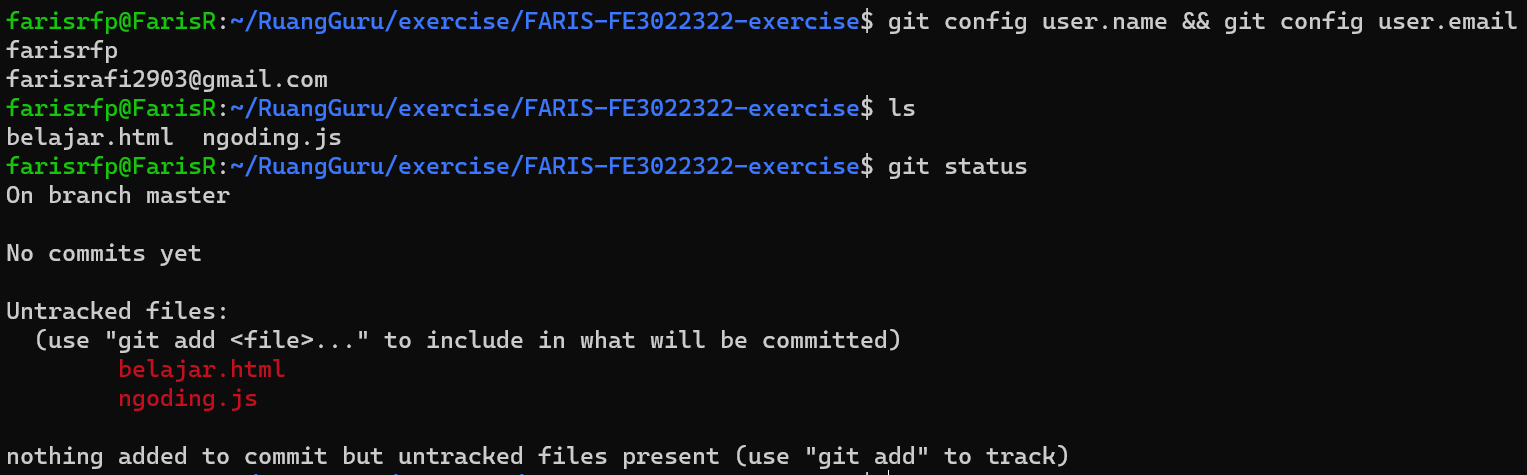 farisrfp@FarisR:~/RuangGuru/exercise/FARIS-FE3022322-exercise$ git config user.name && git config user.email
farisrfp
farisrafi2903@gmail.com
farisrfp@FarisR:~/RuangGuru/exercise/FARIS-FE3022322-exercise$ ls
belajar.html  ngoding.js
farisrfp@FarisR:~/RuangGuru/exercise/FARIS-FE3022322-exercise$ git status
On branch master
No commits yet
Untracked files:
  (use "git add <file>..." to include in what will be committed)
        belajar.html
        ngoding.js
nothing added to commit but untracked files present (use "git add" to track)